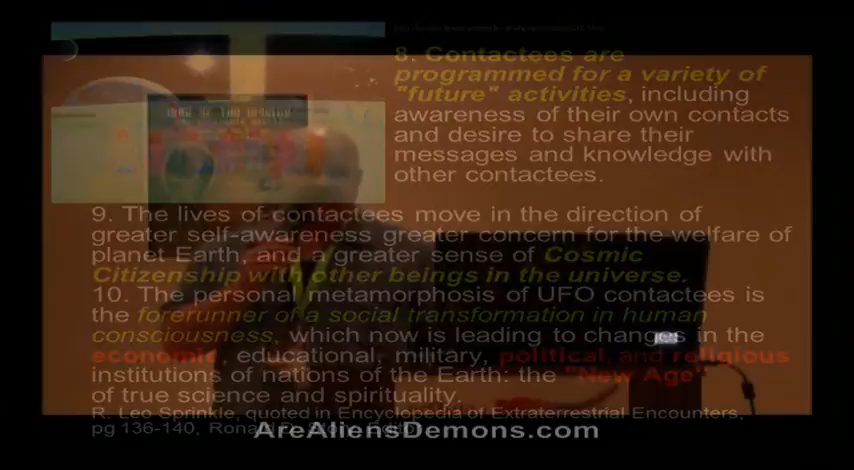 8. Contactees are
programmed for a variety of
"future" activities, including
awareness of their own contacts
and desire to share their
messages and knowledge with
other contactees.
9. The lives of contactees move in the direction of
greater self-awareness greater concern for the welfare of
planet Earth, and a greater sense of Cosmic
Citizenship with other beings in the universe.
10. The personal metamorphosis of UFO contactees is
the forerunner of a social transformation in human
consciousness, which now is leading to changes in the
economic, educational, military, political, and religious
institutions of nations of the Earth: the "New Age"
of true science and spirituality.
R. Leo Sprinkle, quoted in Encyclopedia of Extraterrestrial Encounters,
pg 136-140, Ronald
AreAliensDemons.com